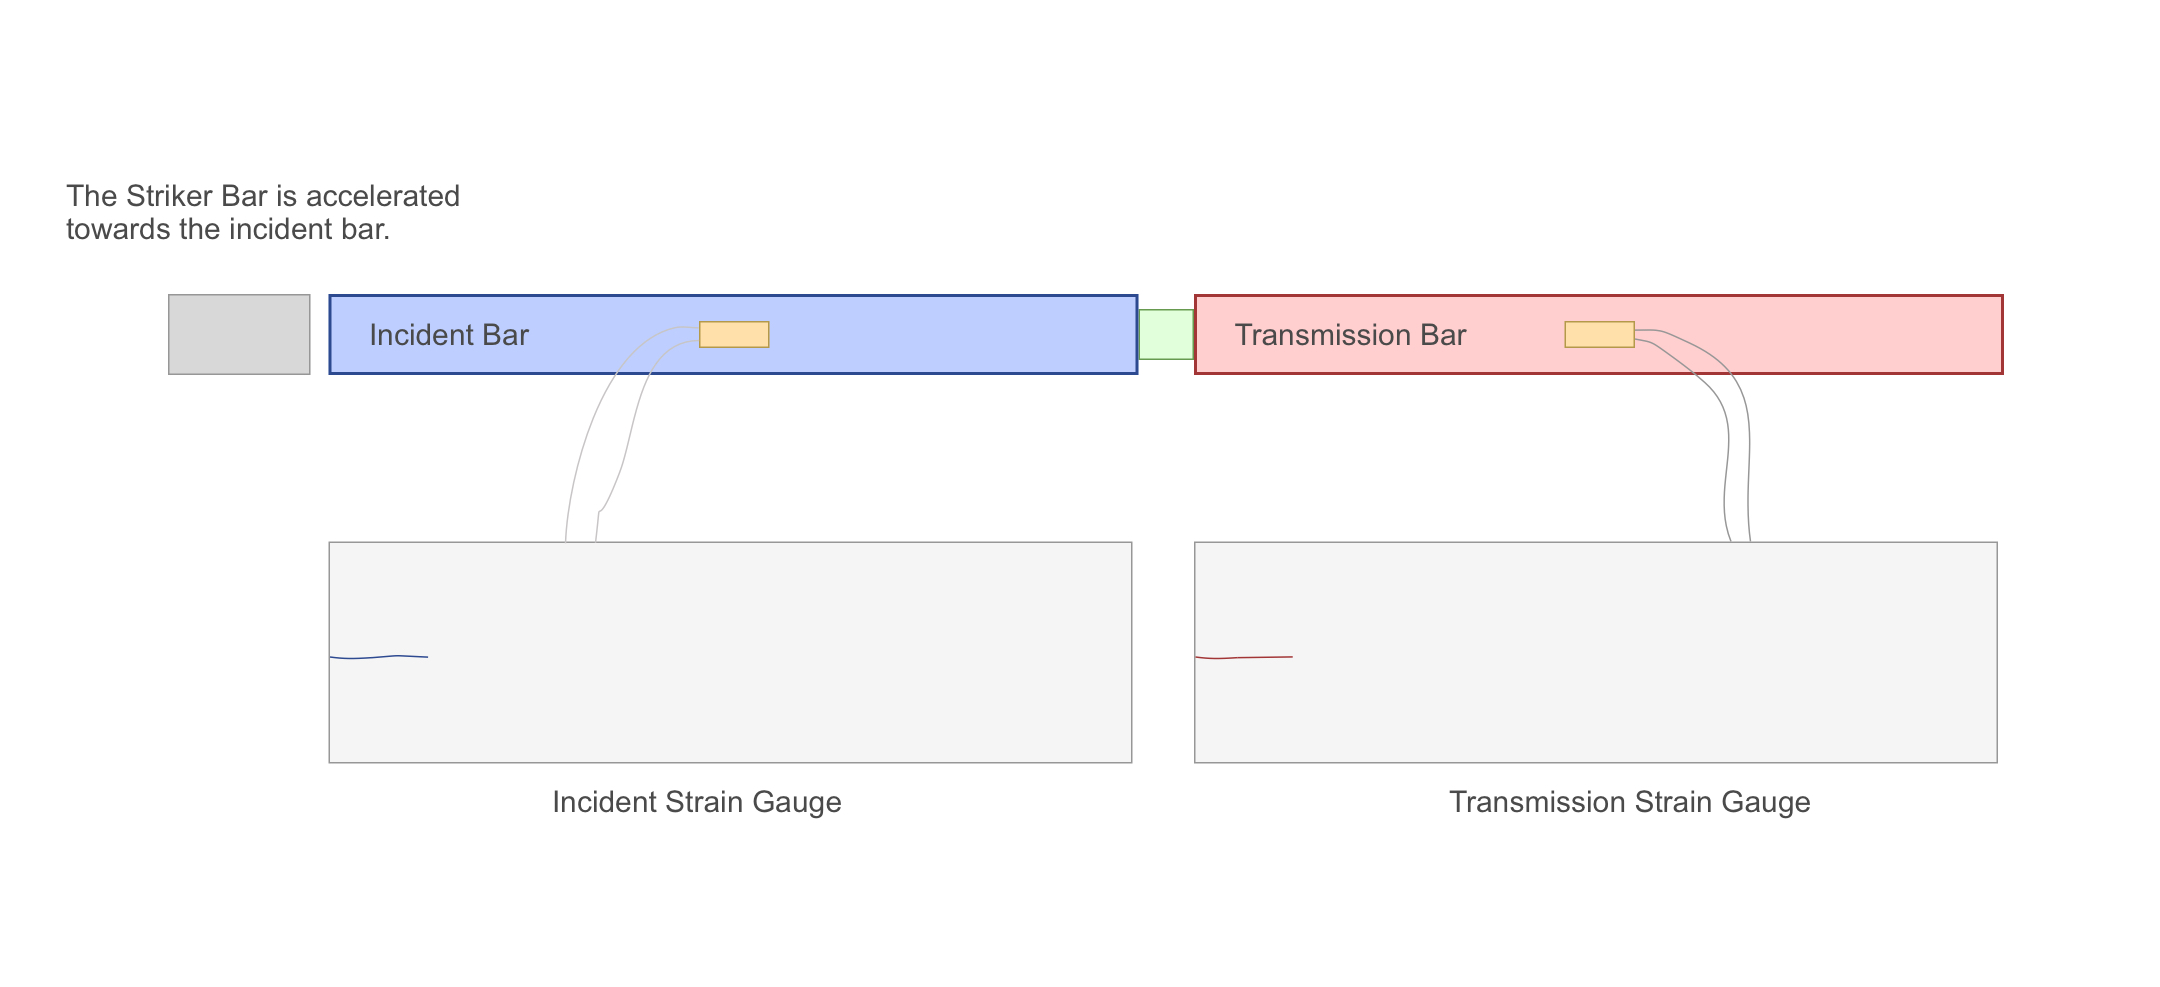 The Striker Bar is accelerated
towards the incident bar.
Incident Bar
Transmission Bar
Incident Strain Gauge
Transmission Strain Gauge